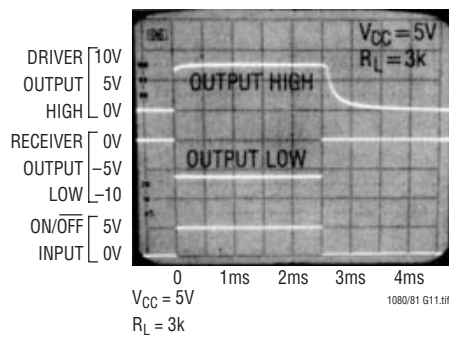 V_CC = 5V
R_L = 3k
DRIVER OUTPUT HIGH
10V
5V
0V
OUTPUT HIGH
RECEIVER OUTPUT LOW
0V
–5V
–10
OUTPUT LOW
ON/O̅F̅F̅ INPUT
5V
0V
0 1ms 2ms 3ms 4ms
V_CC = 5V
R_L = 3k
1080/81 G11.tif